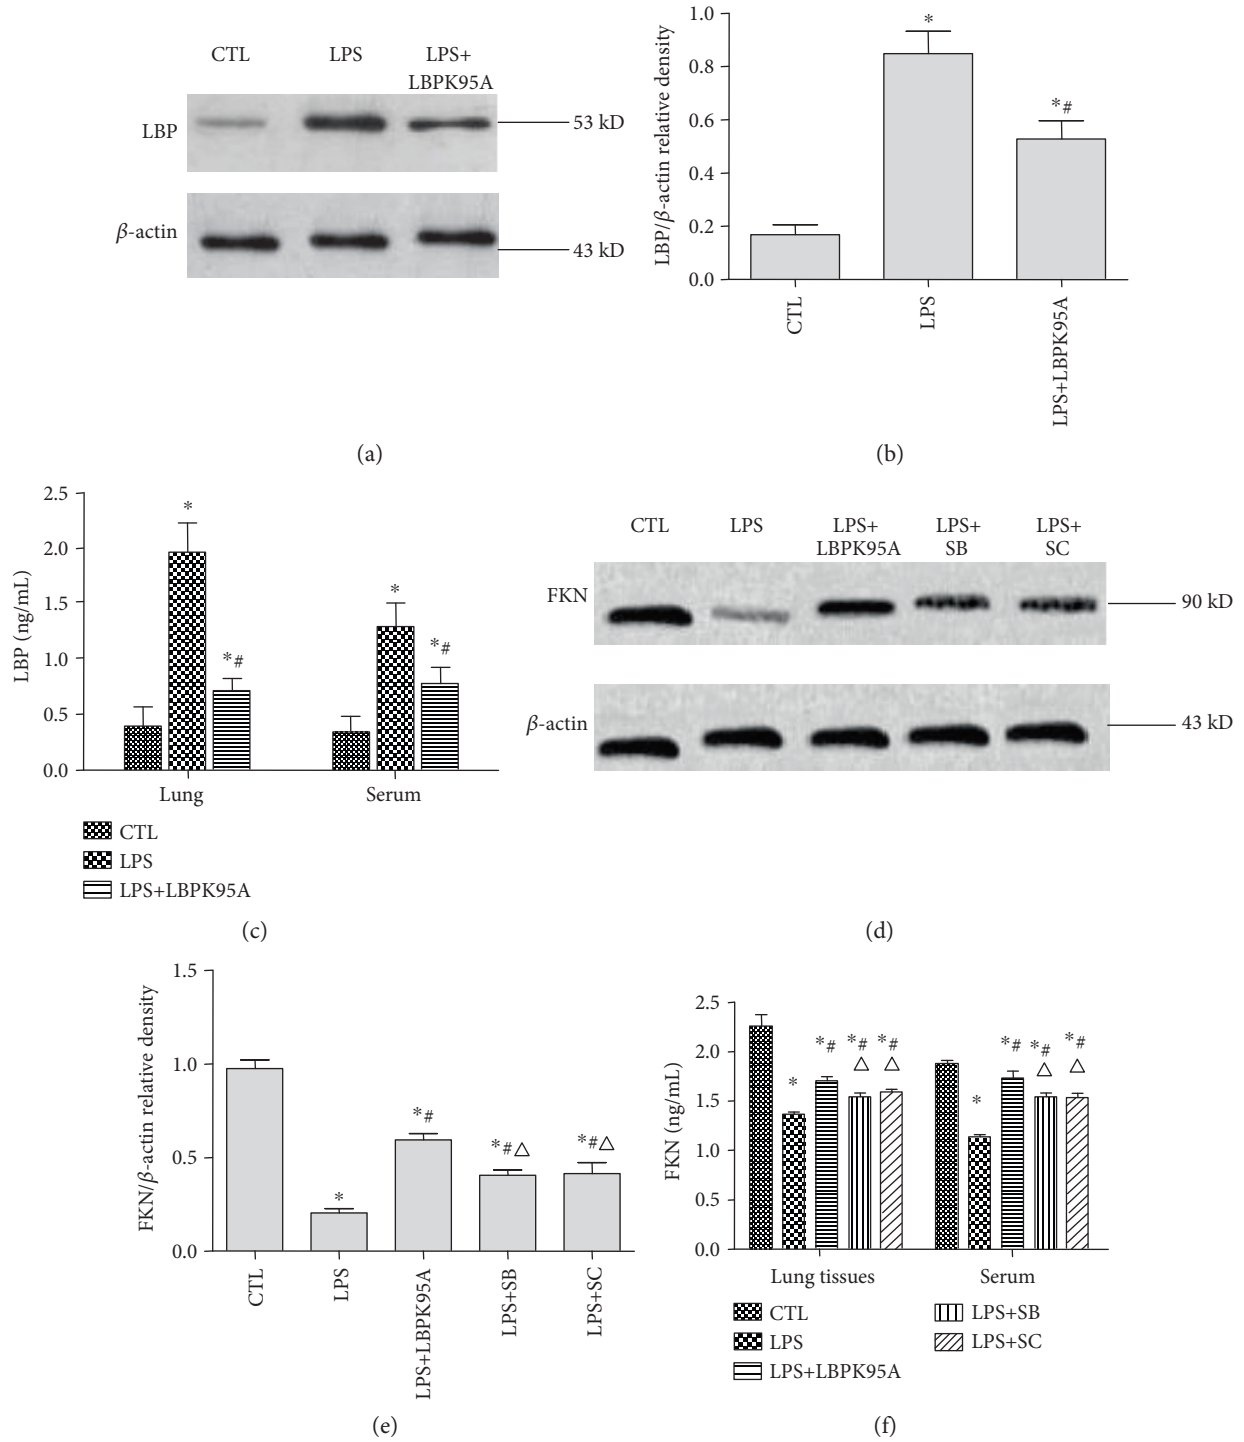 CTL
LPS
LPS+
LBPK95A
LBP
53 kD
β-actin
43 kD
(a)
LBP/β-actin relative density
1.0
0.8
0.6
0.4
0.2
0.0
*
*#
CTL
LPS
LPS+LBPK95A
(b)
LBP (ng/mL)
2.5
2.0
1.5
1.0
0.5
0.0
*
*#
*
*#
Lung
Serum
CTL
LPS
LPS+LBPK95A
(c)
CTL
LPS
LPS+
LBPK95A
LPS+
SB
LPS+
SC
FKN
90 kD
β-actin
43 kD
(d)
FKN/β-actin relative density
1.5
1.0
0.5
0.0
*
*#
*#△
*#△
CTL
LPS
LPS+LBPK95A
LPS+SB
LPS+SC
(e)
FKN (ng/mL)
2.5
2.0
1.5
1.0
0.5
0.0
*
*#
*#
△
*#
△
*
*#
*#
△
*#
△
Lung tissues
Serum
CTL
LPS
LPS+LBPK95A
LPS+SB
LPS+SC
(f)